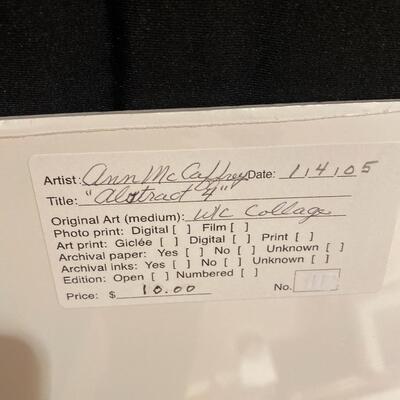 Artist: Ann McCaffrey Date: 1,4,05
Title: "Abstract 4"
Original Art (medium): W/C Collage
Photo print: Digital [ ] Film [ ]
Art print: Giclée [ ] Digital [ ] Print [ ]
Archival paper: Yes [ ] No [ ] Unknown [ ]
Archival inks: Yes [ ] No [ ] Unknown [ ]
Edition: Open [ ] Numbered [ ]
Price: $ 10.00 No.